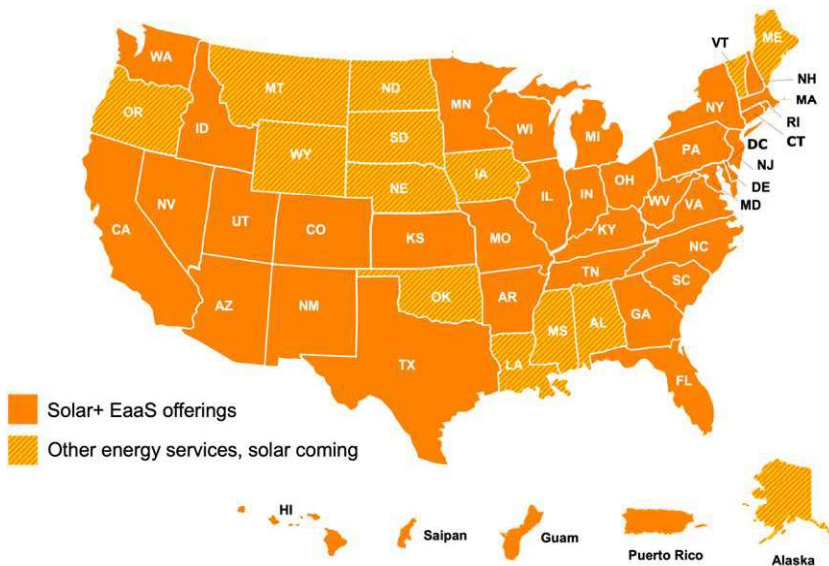 WA
MT
ND
MN
VT
ME
NH
MA
RI
CT
OR
ID
WY
SD
WI
MI
NY
DC
NJ
DE
MD
PA
NE
IA
IL
IN
OH
WV
VA
CA
NV
UT
CO
KS
MO
KY
NC
TN
SC
AZ
NM
OK
AR
MS
AL
GA
TX
LA
FL
Solar+ EaaS offerings
Other energy services, solar coming
HI
Saipan
Guam
Puerto Rico
Alaska